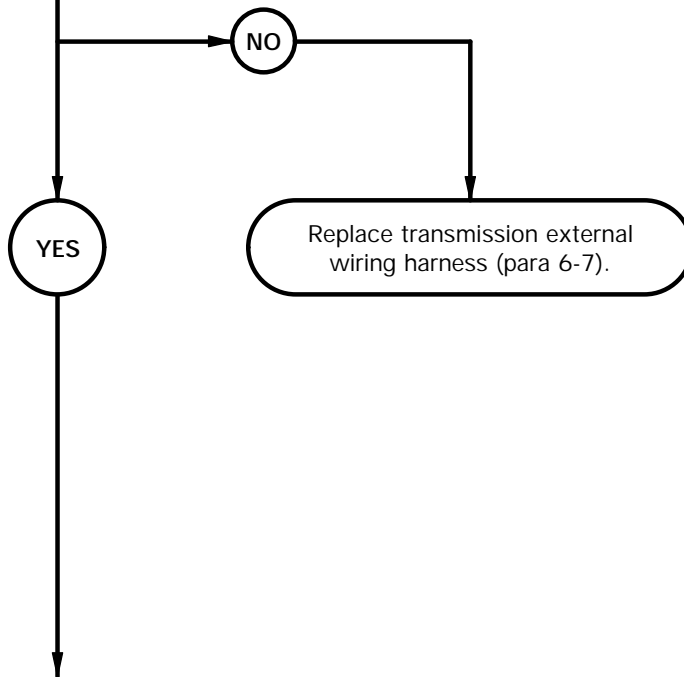 NO
YES
Replace transmission external
wiring harness (para 6-7).